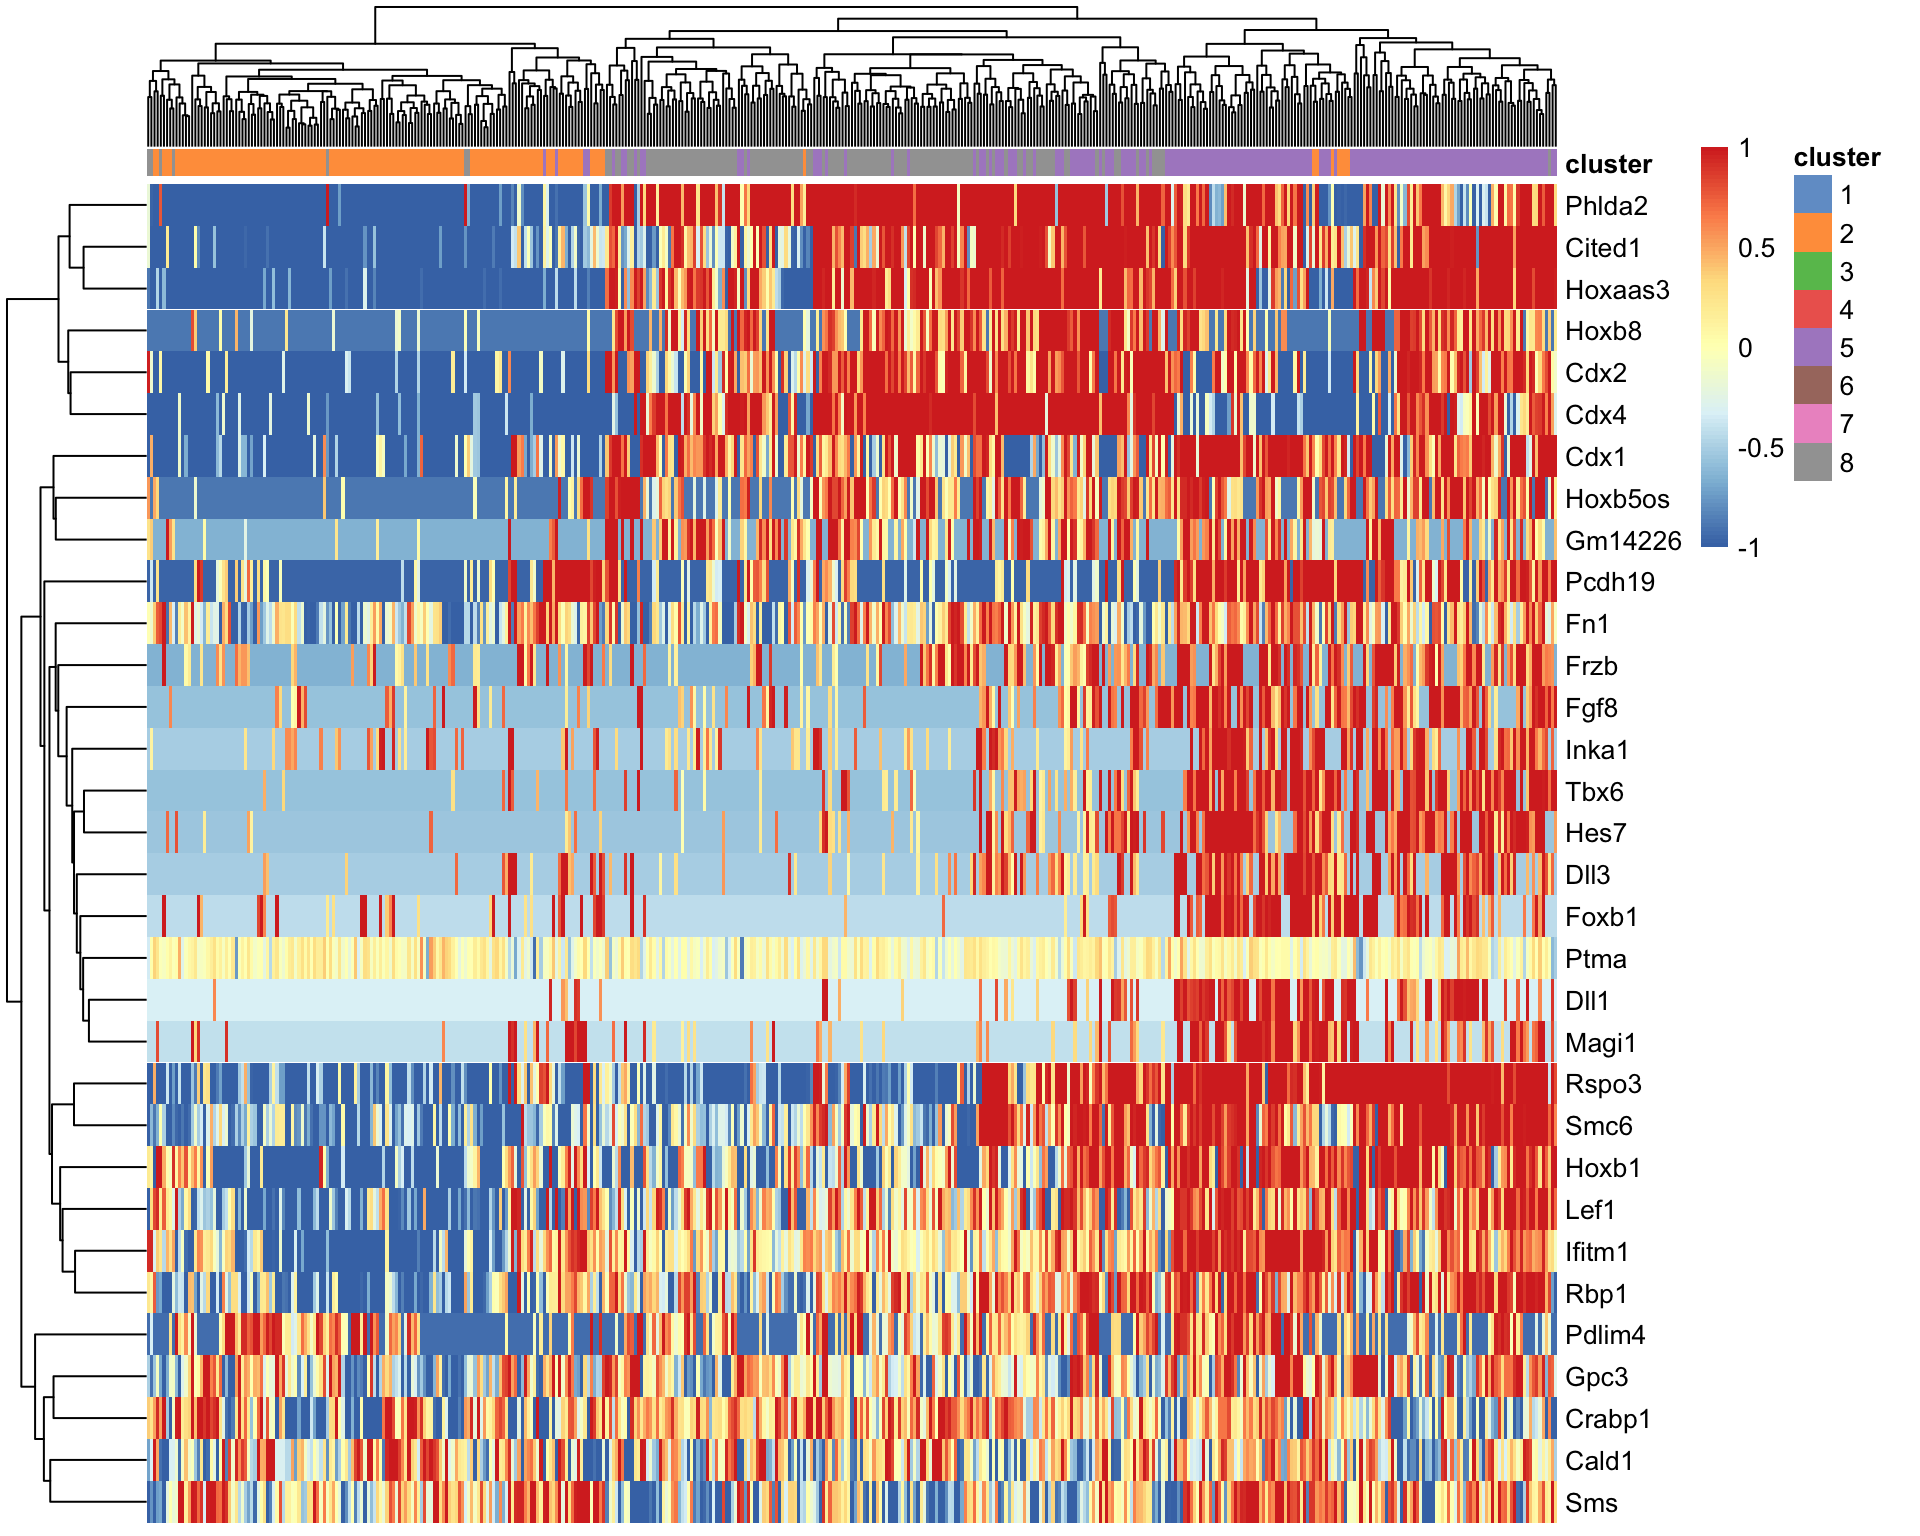 cluster
Phlda2
Cited1
Hoxaas3
Hoxb8
Cdx2
Cdx4
Cdx1
Hoxb5os
Gm14226
Pcdh19
Fn1
Frzb
Fgf8
Inka1
Tbx6
Hes7
Dll3
Foxb1
Ptma
Dll1
Magi1
Rspo3
Smc6
Hoxb1
Lef1
Ifitm1
Rbp1
Pdlim4
Gpc3
Crabp1
Cald1
Sms
1
0.5
0
-0.5
-1
cluster
1
2
3
4
5
6
7
8